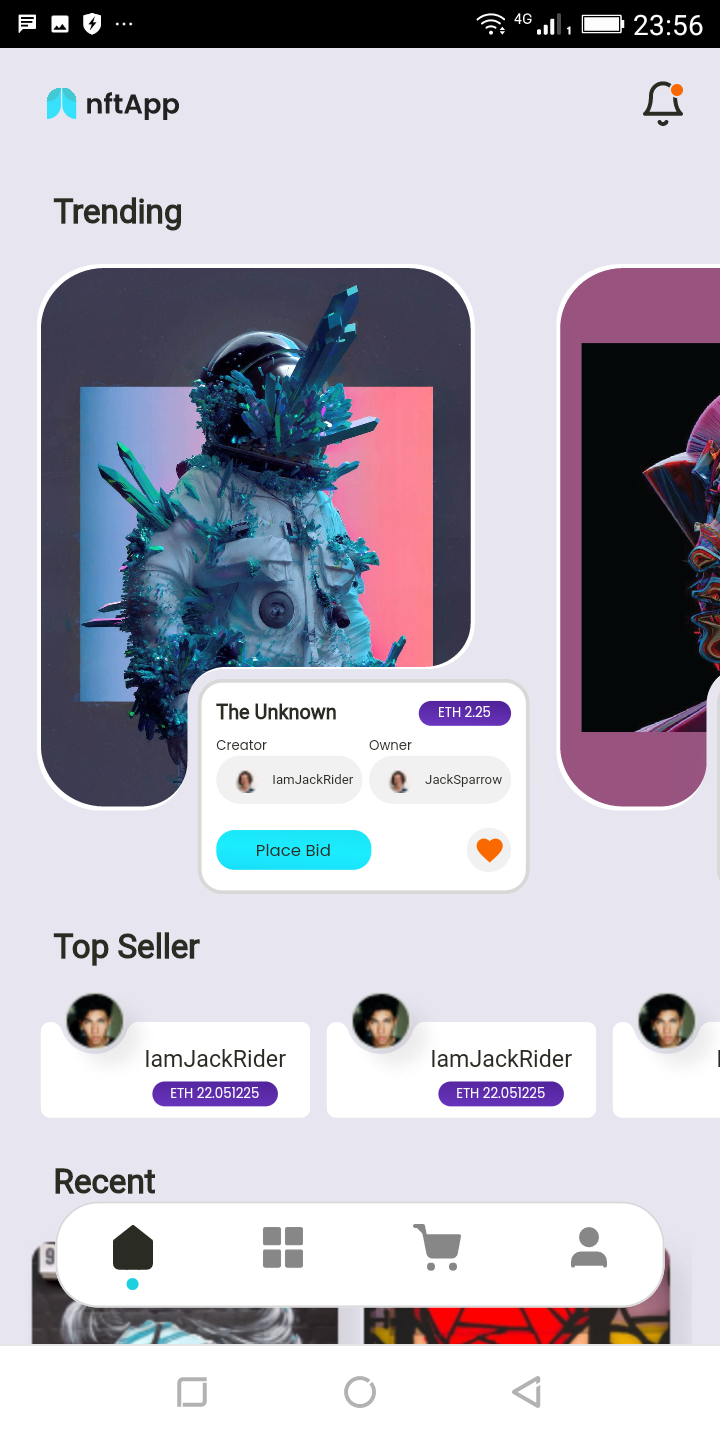 4G 1 23:56
nftApp
Trending
The Unknown
ETH 2.25
Creator Owner
IamJackRider JackSparrow
Place Bid
Top Seller
IamJackRider IamJackRider
ETH 22.051225 ETH 22.051225
Recent
9